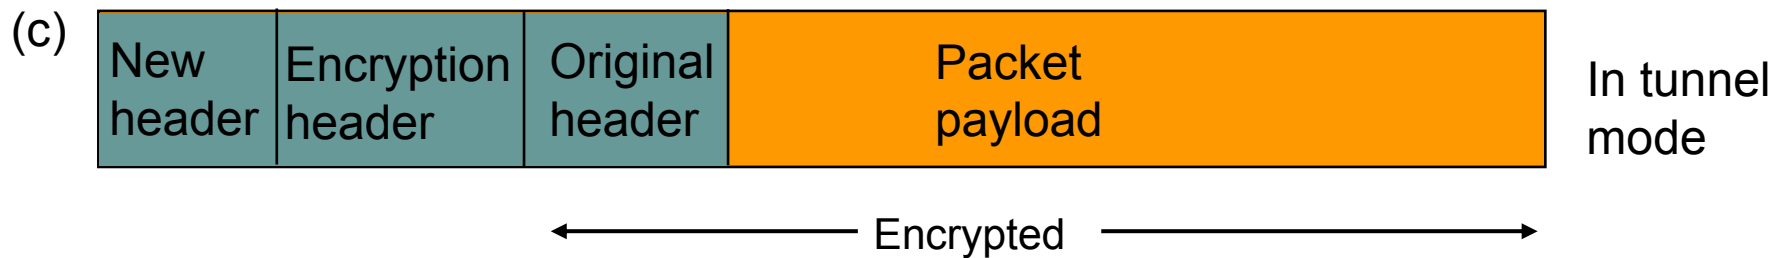 (c)
New
header
Encryption
header
Original
header
Packet
payload
In tunnel
mode
Encrypted